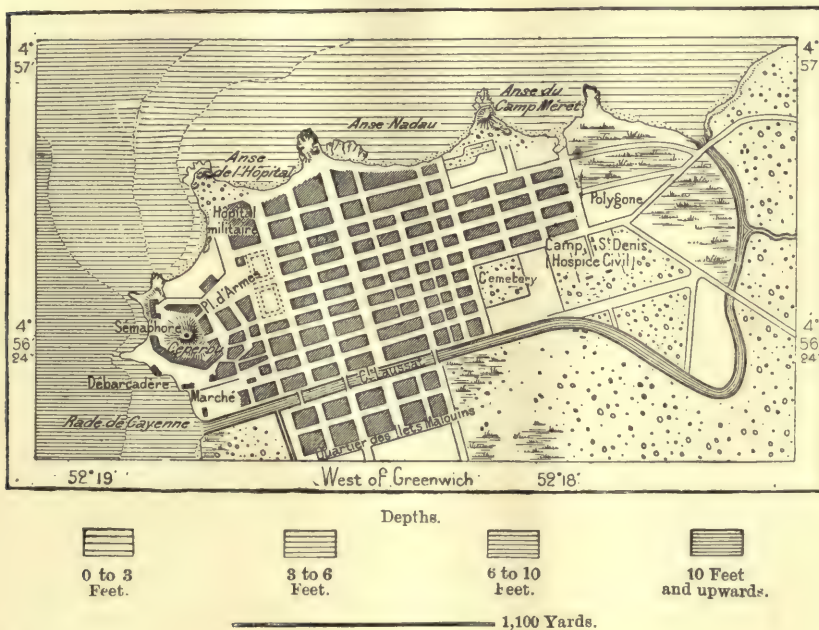 4°
57'
4°
57'
Anse du
Camp Méret
Anse Nadau
Anse
de l'Hôpital
Hôpital
militaire
Polygone
Camp St Denis
(Hospice Civil)
Cemetery
Pl. d'Armes
Sémaphore
Débarcadère
Marché
Cl. Laussat
Rade de Cayenne
Quartier des Ilets Malouins
4°
56'
24"
4°
56'
24"
52°19'
West of Greenwich
52°18'
Depths.
0 to 3
Feet.
3 to 6
Feet.
6 to 10
Feet.
10 Feet
and upwards.
1,100 Yards.